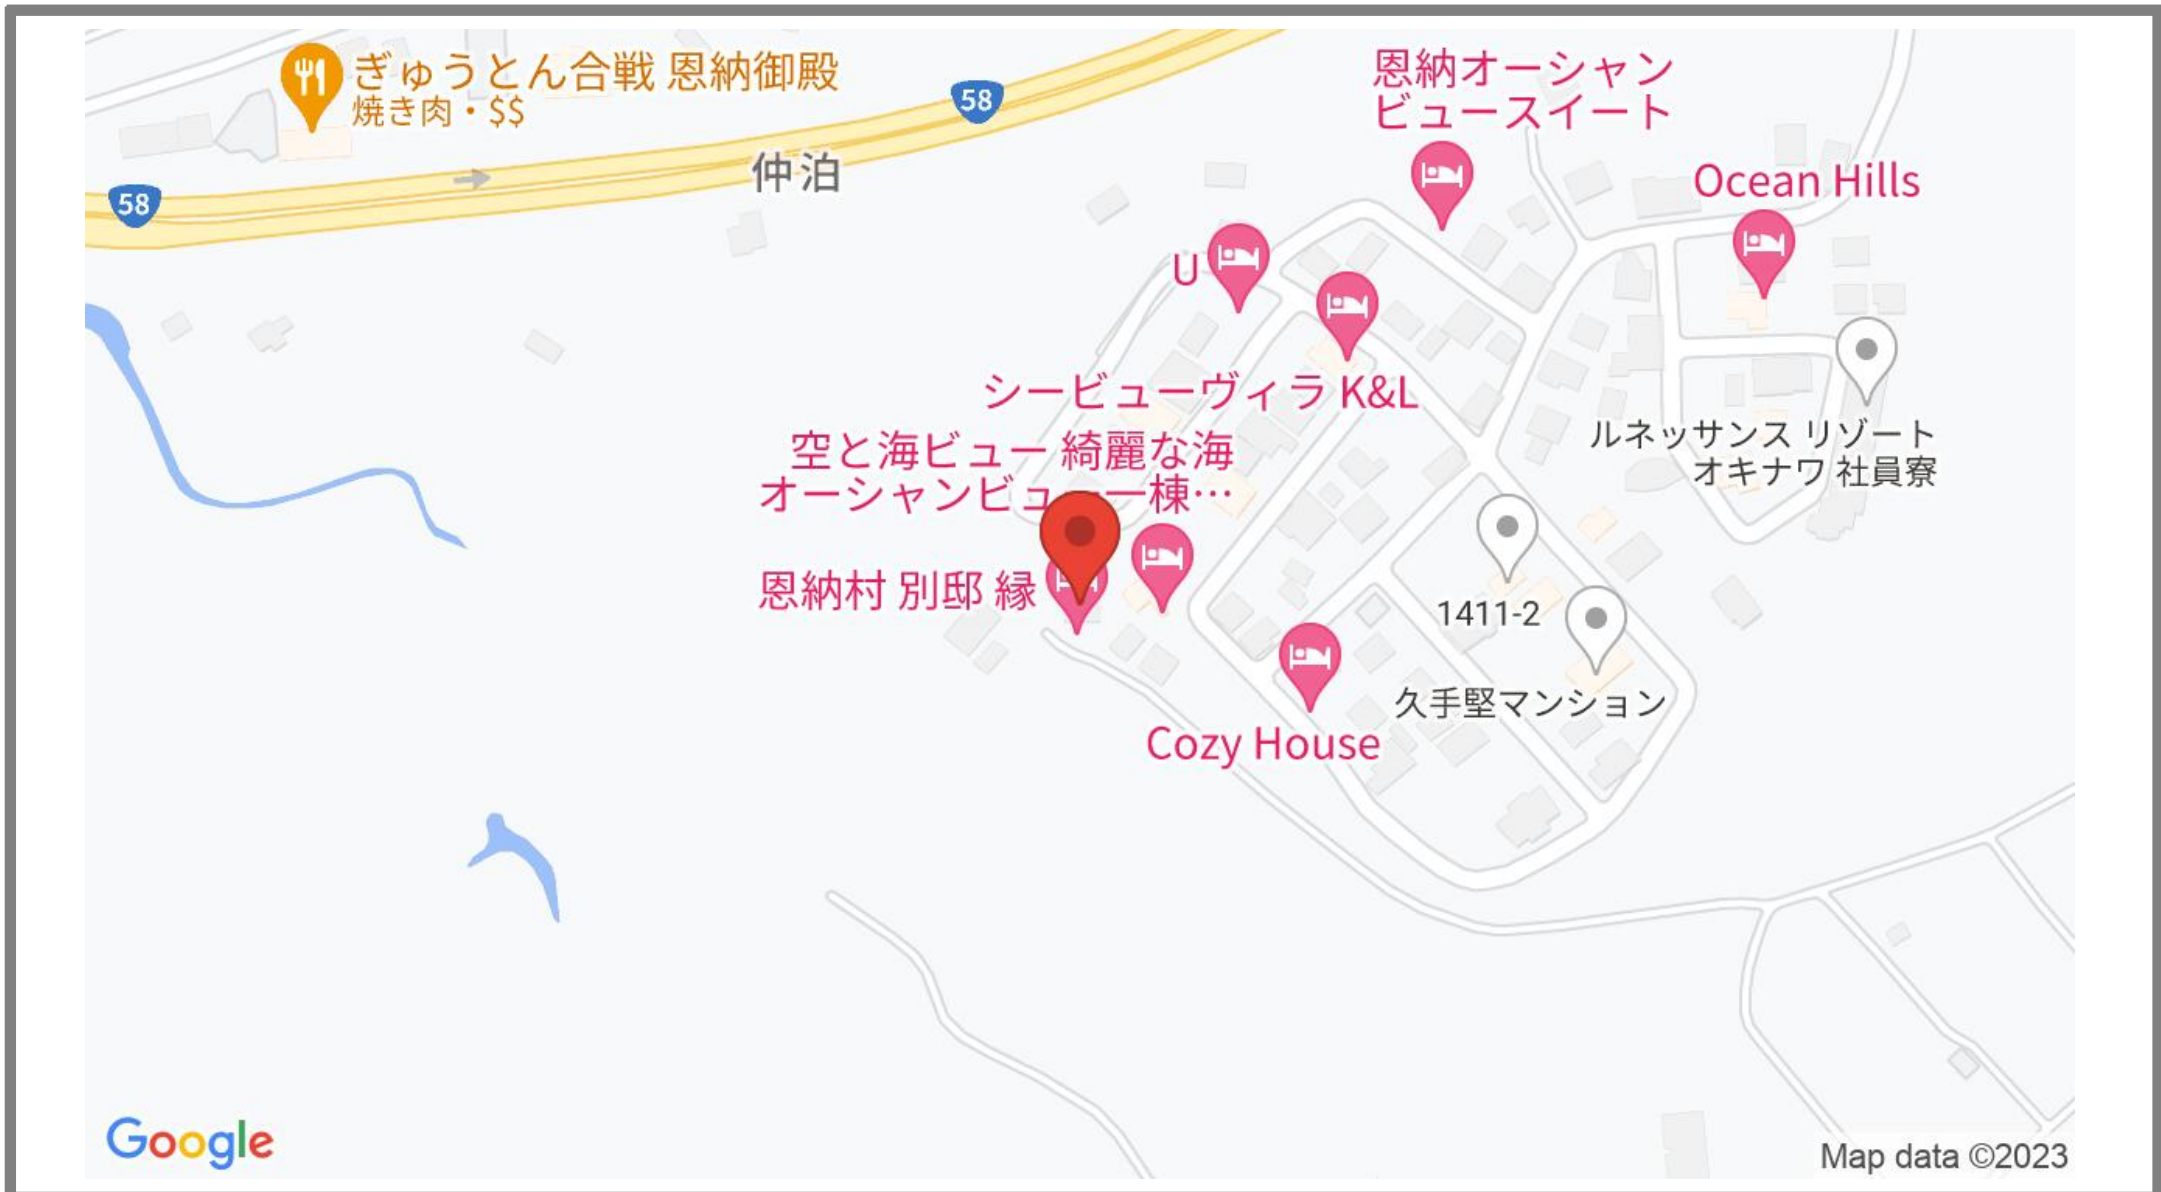 ぎゅうとん合戦 恩納御殿
焼き肉・$$
58
58
仲泊
恩納オーシャン
ビュースイート
Ocean Hills
U
シービューヴィラ K&L
空と海ビュー 綺麗な海
オーシャンビュー一棟…
恩納村 別邸 縁
Cozy House
ルネッサンス リゾート
オキナワ 社員寮
1411-2
久手堅マンション
Google
Map data ©2023